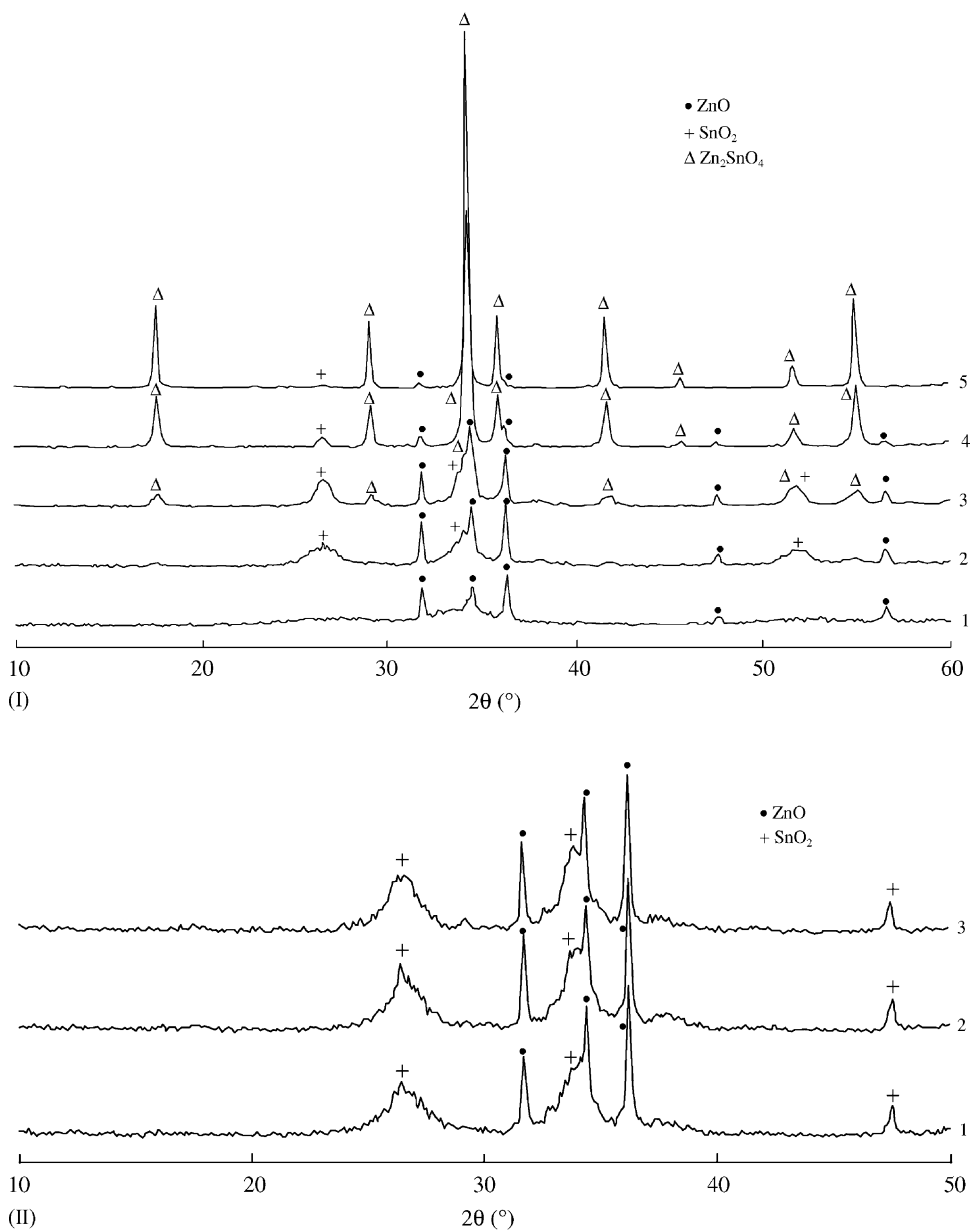 Δ
● ZnO
+ SnO₂
Δ Zn₂SnO₄
Δ Δ Δ Δ Δ
+ ● ● Δ Δ 5
Δ Δ Δ Δ Δ Δ
+ ● ● Δ ● Δ ● 4
Δ + ● + Δ ● ● Δ Δ + ● 3
Δ Δ Δ
+ ● + ● ● ● + ● 2
● ● ● ● ● 1
10 20 30 40 50 60
(I) 2θ (°)
●
● ZnO
+ SnO₂
+ ● + ● + 3
+ ● + ● ● + 2
+ ● + ● ● + 1
10 20 30 40 50
(II) 2θ (°)